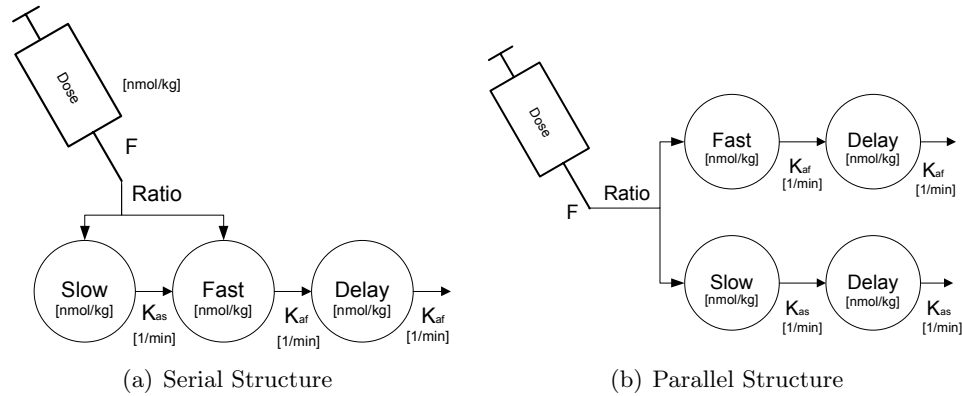 Dose
[nmol/kg]
F
Ratio
Slow
[nmol/kg]
Fast
[nmol/kg]
Delay
[nmol/kg]
Kas
[1/min]
Kaf
[1/min]
Kaf
[1/min]
(a) Serial Structure
Dose
F
Ratio
Fast
[nmol/kg]
Kaf
[1/min]
Delay
[nmol/kg]
Kaf
[1/min]
Slow
[nmol/kg]
Kas
[1/min]
Delay
[nmol/kg]
Kas
[1/min]
(b) Parallel Structure